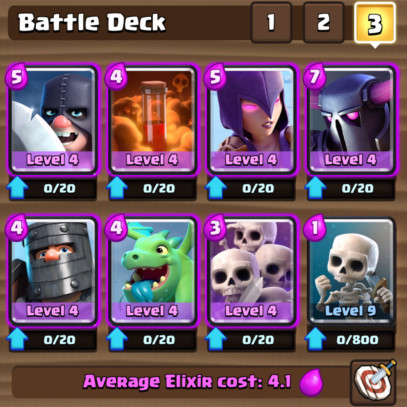 Battle Deck 1 2 3
5 4 5 7
Level 4 Level 4 Level 4 Level 4
0/20 0/20 0/20 0/20
4 4 3 1
Level 4 Level 4 Level 4 Level 9
0/20 0/20 0/20 0/800
Average Elixir cost: 4.1